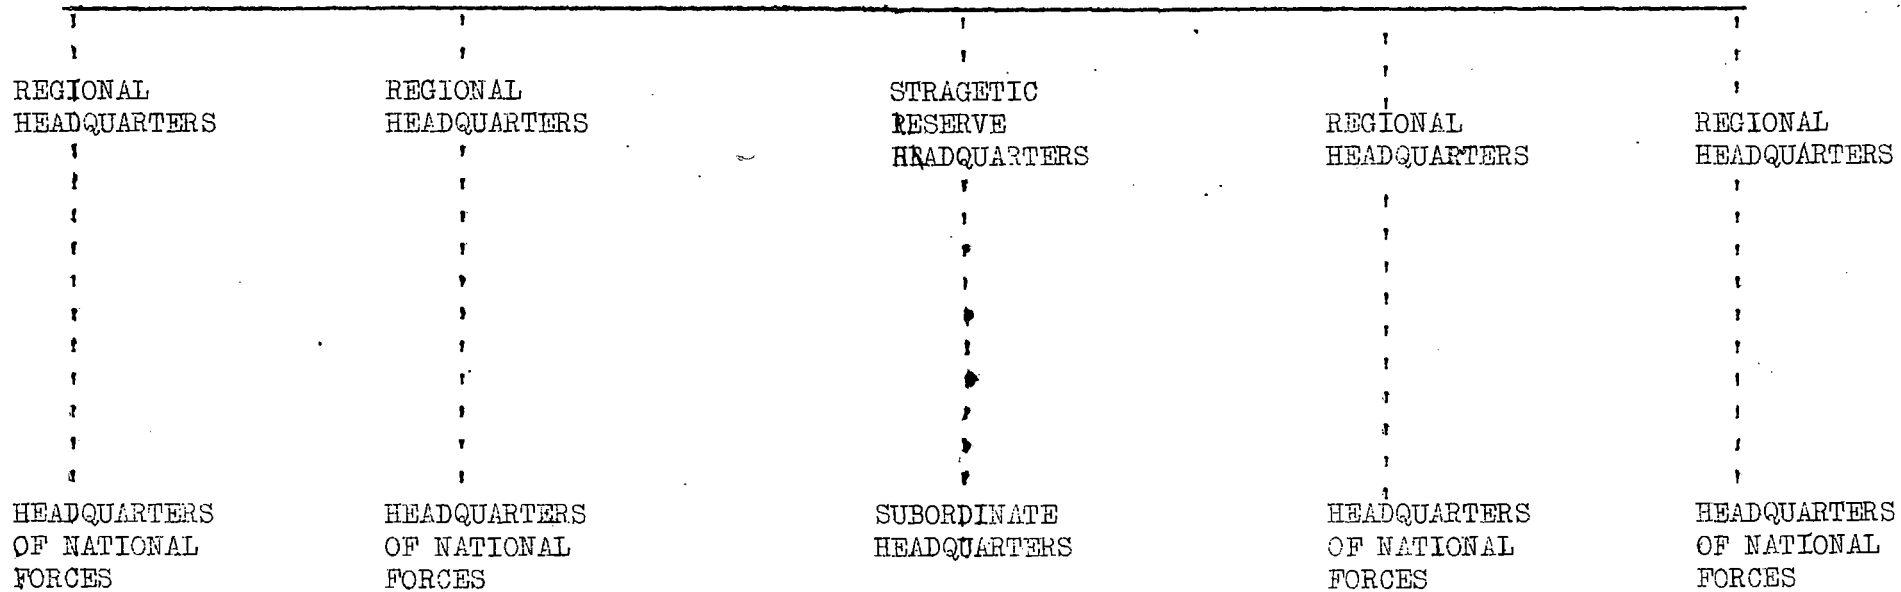 REGIONAL
HEADQUARTERS
REGIONAL
HEADQUARTERS
STRAGETIC
RESERVE
HEADQUARTERS
REGIONAL
HEADQUARTERS
REGIONAL
HEADQUARTERS
HEADQUARTERS
OF NATIONAL
FORCES
HEADQUARTERS
OF NATIONAL
FORCES
SUBORDINATE
HEADQUARTERS
HEADQUARTERS
OF NATIONAL
FORCES
HEADQUARTERS
OF NATIONAL
FORCES